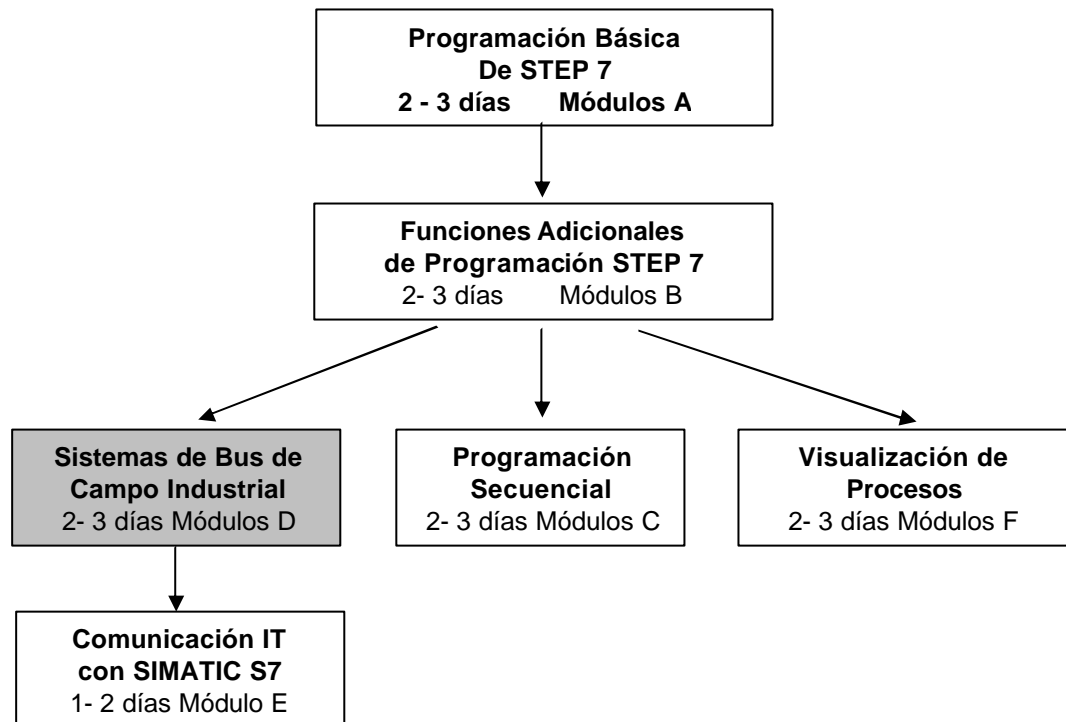 Programación Básica
De STEP 7
2 - 3 días Módulos A
Funciones Adicionales
de Programación STEP 7
2- 3 días Módulos B
Sistemas de Bus de
Campo Industrial
2- 3 días Módulos D
Programación
Secuencial
2- 3 días Módulos C
Visualización de
Procesos
2- 3 días Módulos F
Comunicación IT
con SIMATIC S7
1- 2 días Módulo E